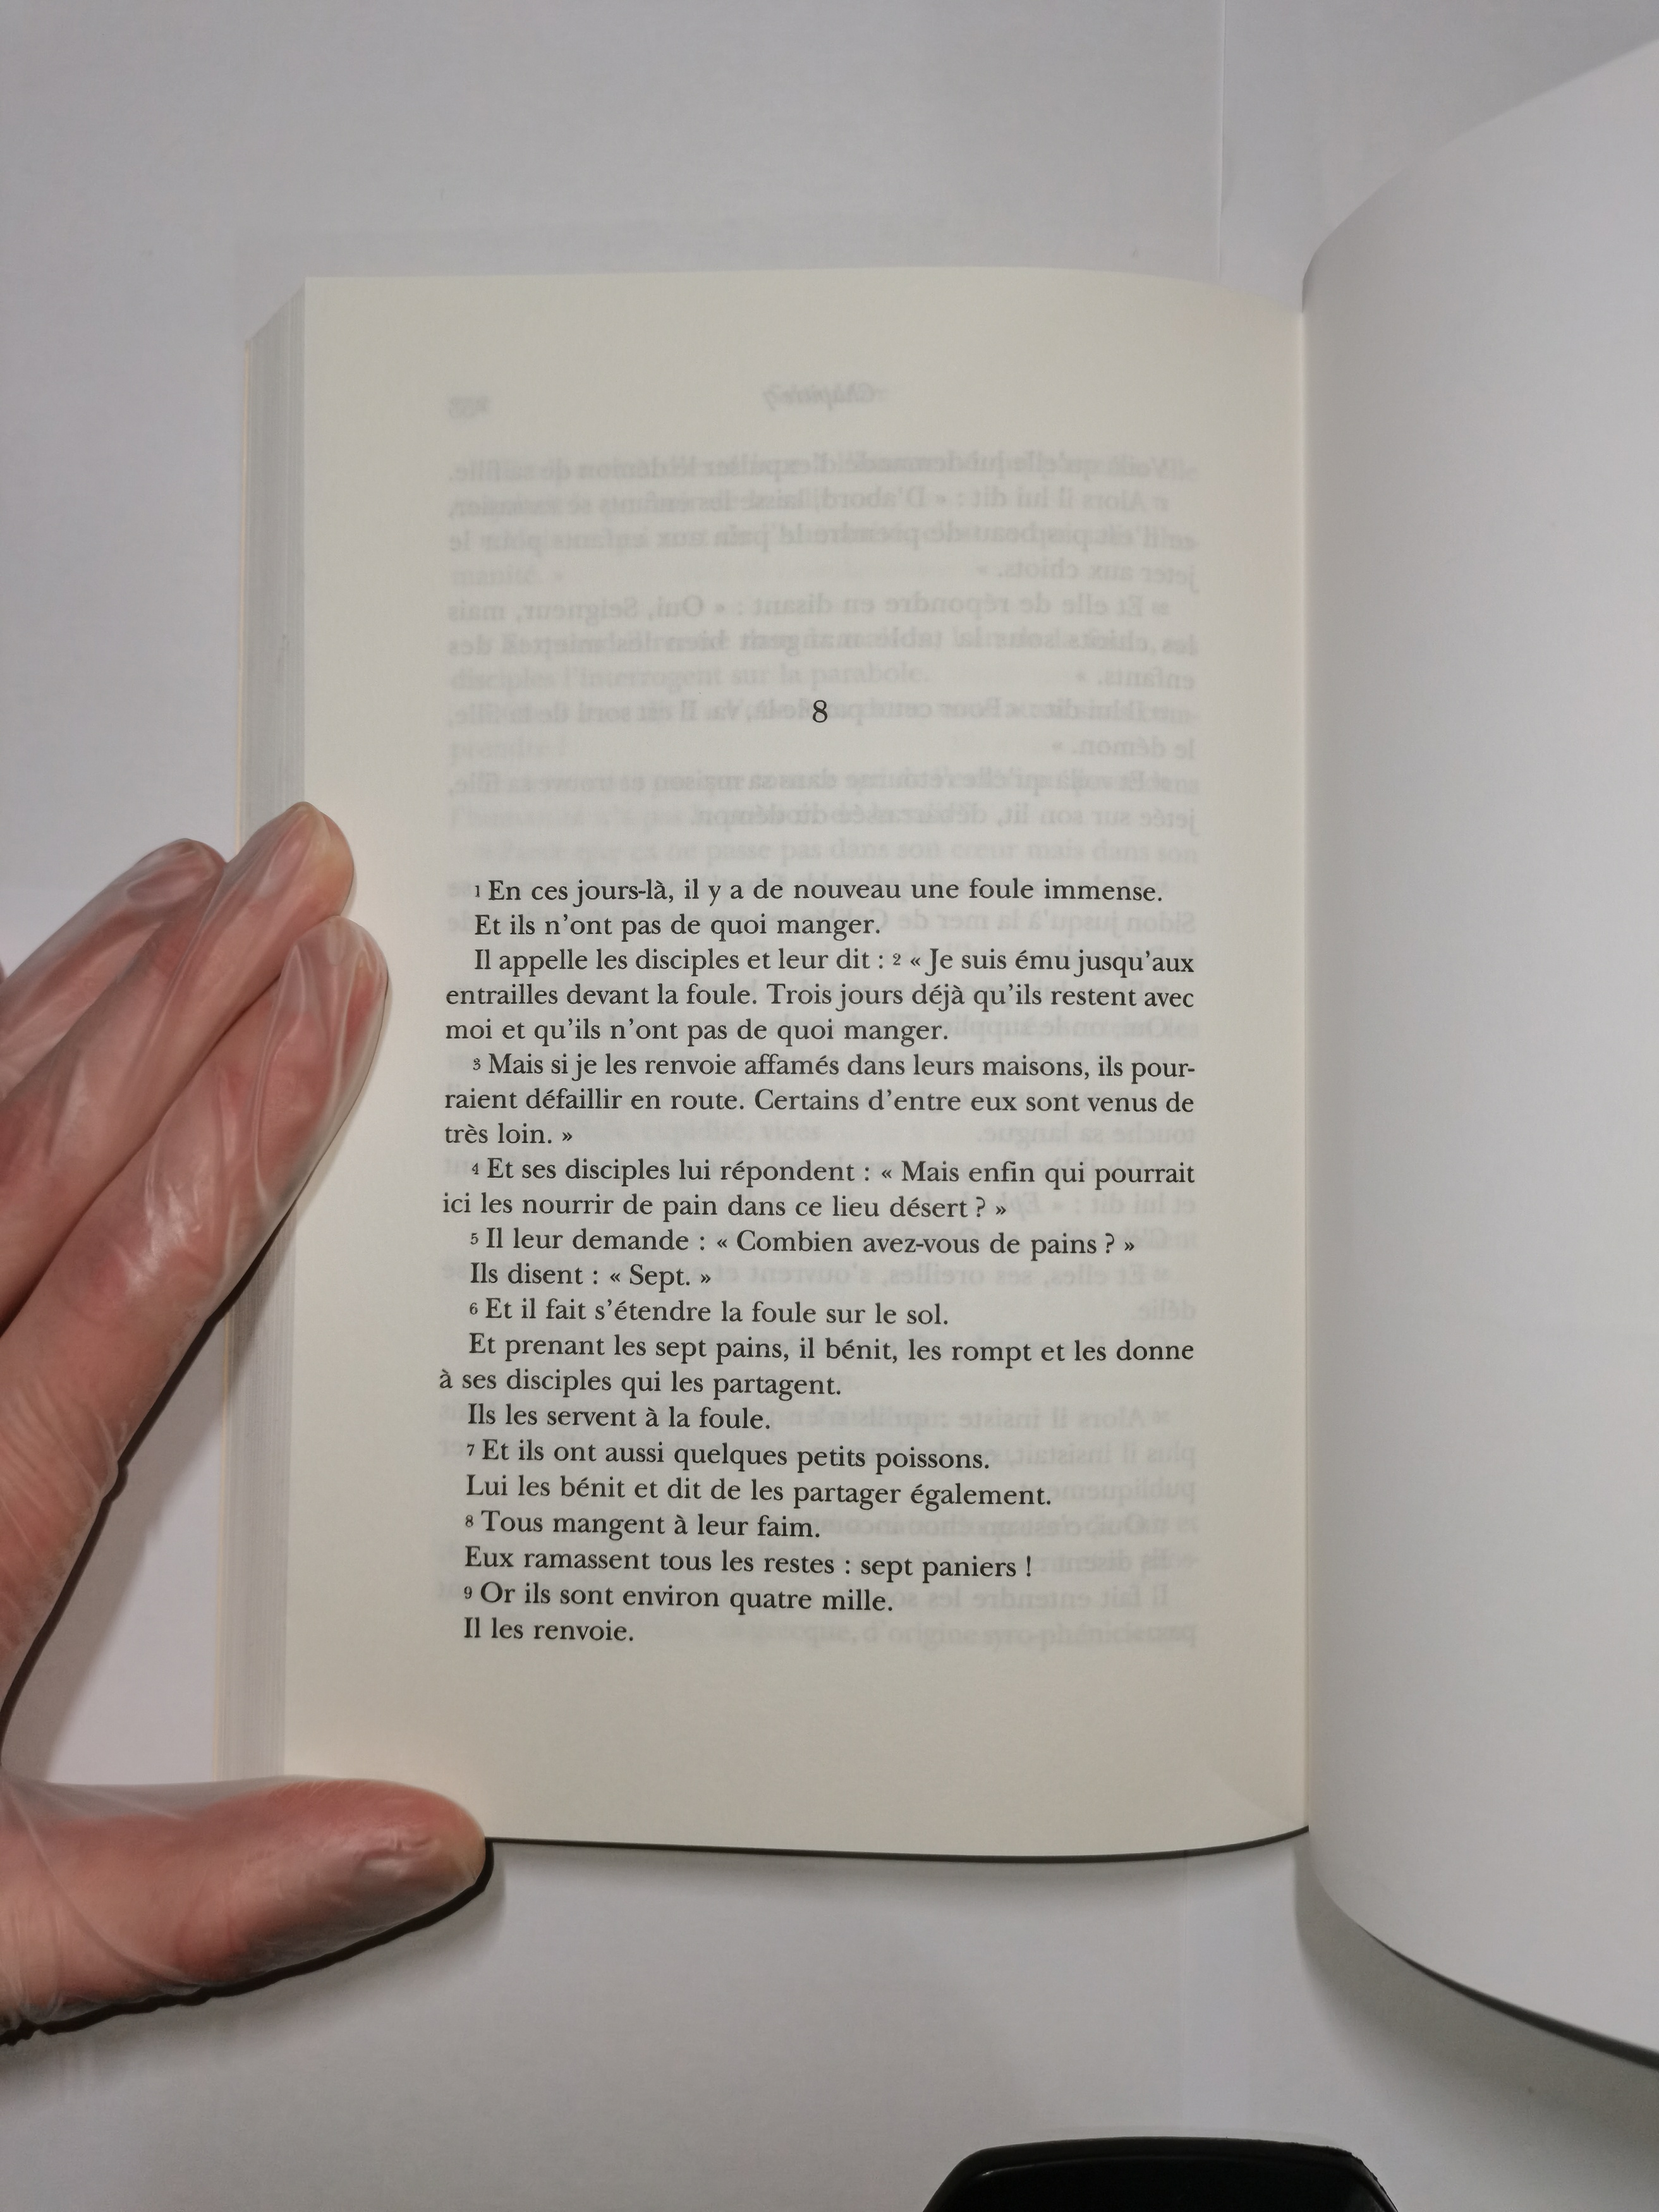 8
1 En ces jours-là, il y a de nouveau une foule immense.
Et ils n’ont pas de quoi manger.
Il appelle les disciples et leur dit : 2 « Je suis ému jusqu’aux
entrailles devant la foule. Trois jours déjà qu’ils restent avec
moi et qu’ils n’ont pas de quoi manger.
3 Mais si je les renvoie affamés dans leurs maisons, ils pour-
raient défaillir en route. Certains d’entre eux sont venus de
très loin. »
4 Et ses disciples lui répondent : « Mais enfin qui pourrait
ici les nourrir de pain dans ce lieu désert ? »
5 Il leur demande : « Combien avez-vous de pains ? »
Ils disent : « Sept. »
6 Et il fait s’étendre la foule sur le sol.
Et prenant les sept pains, il bénit, les rompt et les donne
à ses disciples qui les partagent.
Ils les servent à la foule.
7 Et ils ont aussi quelques petits poissons.
Lui les bénit et dit de les partager également.
8 Tous mangent à leur faim.
Eux ramassent tous les restes : sept paniers !
9 Or ils sont environ quatre mille.
Il les renvoie.